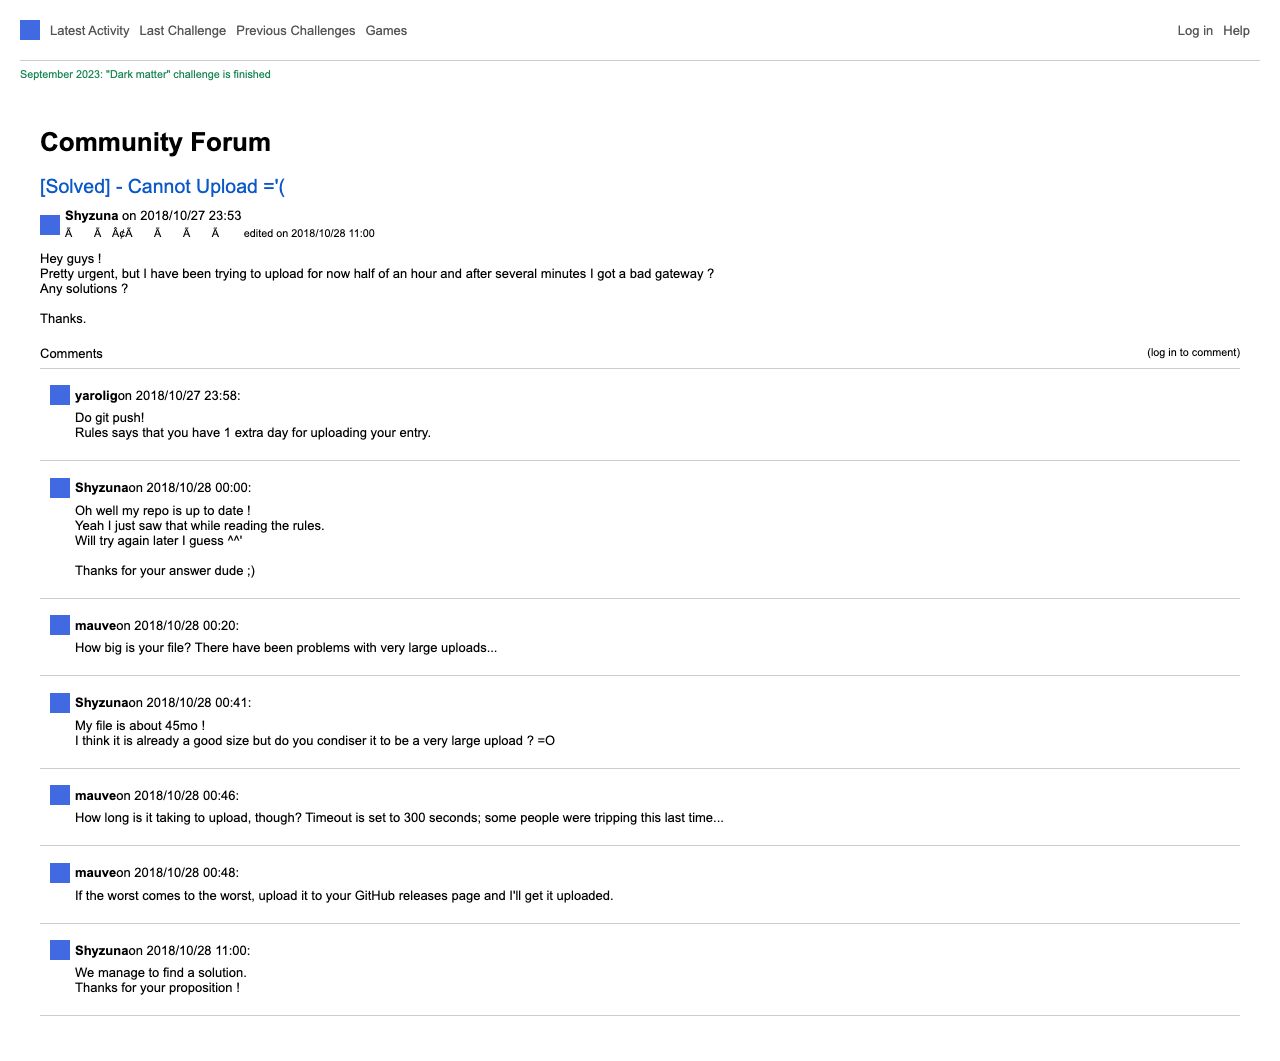 Latest Activity Last Challenge Previous Challenges Games Log in Help
September 2023: "Dark matter" challenge is finished
Community Forum
[Solved] - Cannot Upload ='(
Shyzuna on 2018/10/27 23:53
Ã Ã Â¢Ã Ã Ã Ã edited on 2018/10/28 11:00
Hey guys !
Pretty urgent, but I have been trying to upload for now half of an hour and after several minutes I got a bad gateway ?
Any solutions ?
Thanks.
Comments (log in to comment)
yaroligon 2018/10/27 23:58:
Do git push!
Rules says that you have 1 extra day for uploading your entry.
Shyzunaon 2018/10/28 00:00:
Oh well my repo is up to date !
Yeah I just saw that while reading the rules.
Will try again later I guess ^^'
Thanks for your answer dude ;)
mauveon 2018/10/28 00:20:
How big is your file? There have been problems with very large uploads...
Shyzunaon 2018/10/28 00:41:
My file is about 45mo !
I think it is already a good size but do you condiser it to be a very large upload ? =O
mauveon 2018/10/28 00:46:
How long is it taking to upload, though? Timeout is set to 300 seconds; some people were tripping this last time...
mauveon 2018/10/28 00:48:
If the worst comes to the worst, upload it to your GitHub releases page and I'll get it uploaded.
Shyzunaon 2018/10/28 11:00:
We manage to find a solution.
Thanks for your proposition !